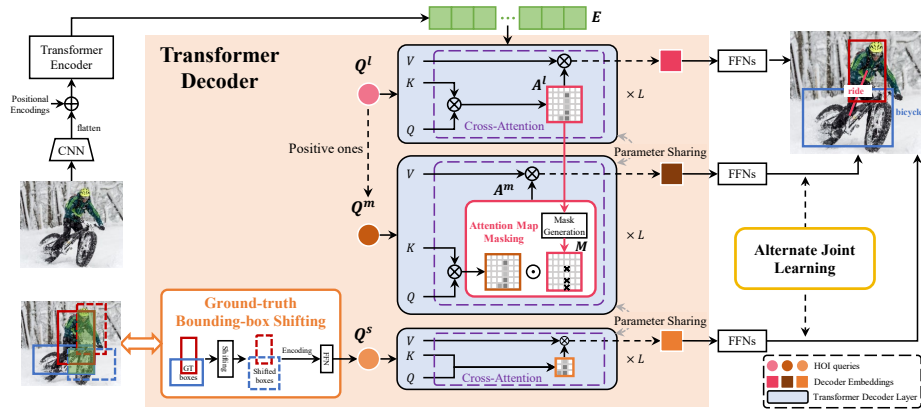 E
Transformer
Encoder
Positional
Encodings
flatten
CNN
Transformer
Decoder
Q^l
Positive ones
Q^m
V
K
Q
A^l
Cross-Attention
× L
FFNs
ride
bicycle
Parameter Sharing
V
K
Q
A^m
Attention Map
Masking
Mask
Generation
M
× L
FFNs
Alternate Joint
Learning
Ground-truth
Bounding-box Shifting
GT
boxes
Shifting
Shifted
boxes
Encoding
FFN
Q^s
V
K
Q
Cross-Attention
Parameter Sharing
× L
FFNs
HOI queries
Decoder Embeddings
Transformer Decoder Layer